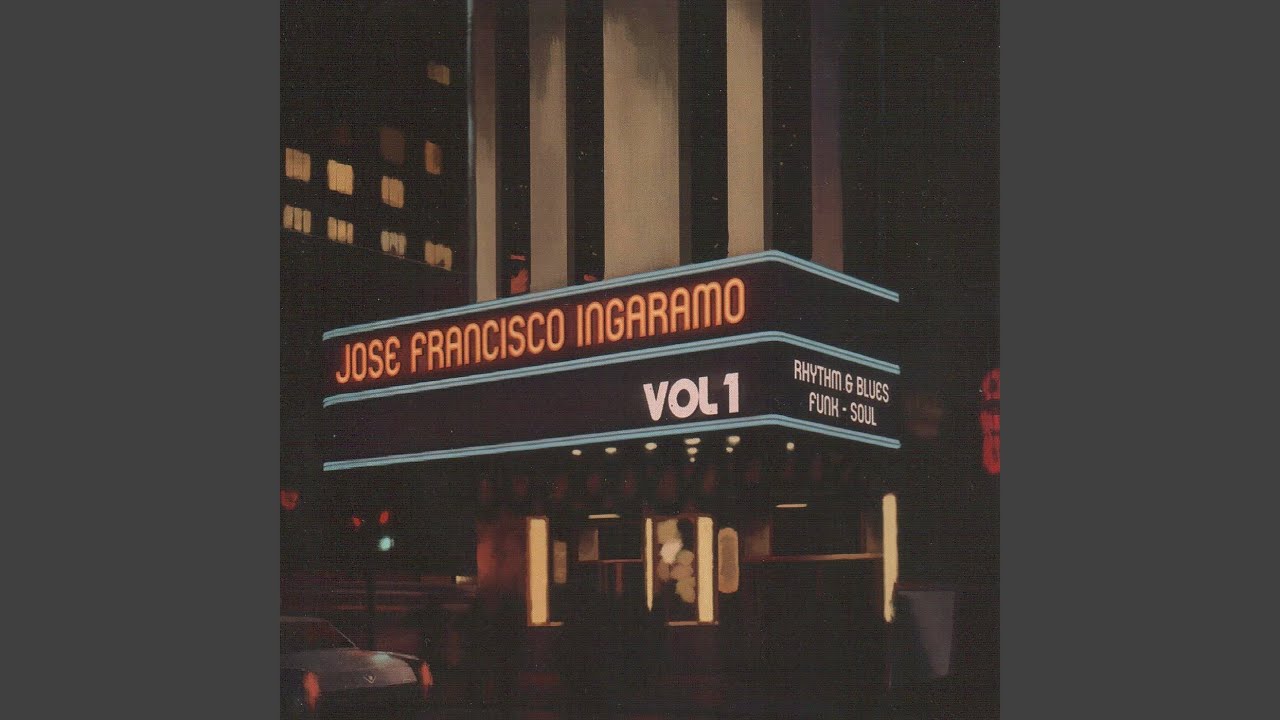 JOSE FRANCISCO INGARAMO
VOL 1
RHYTHM & BLUES
FUNK - SOUL